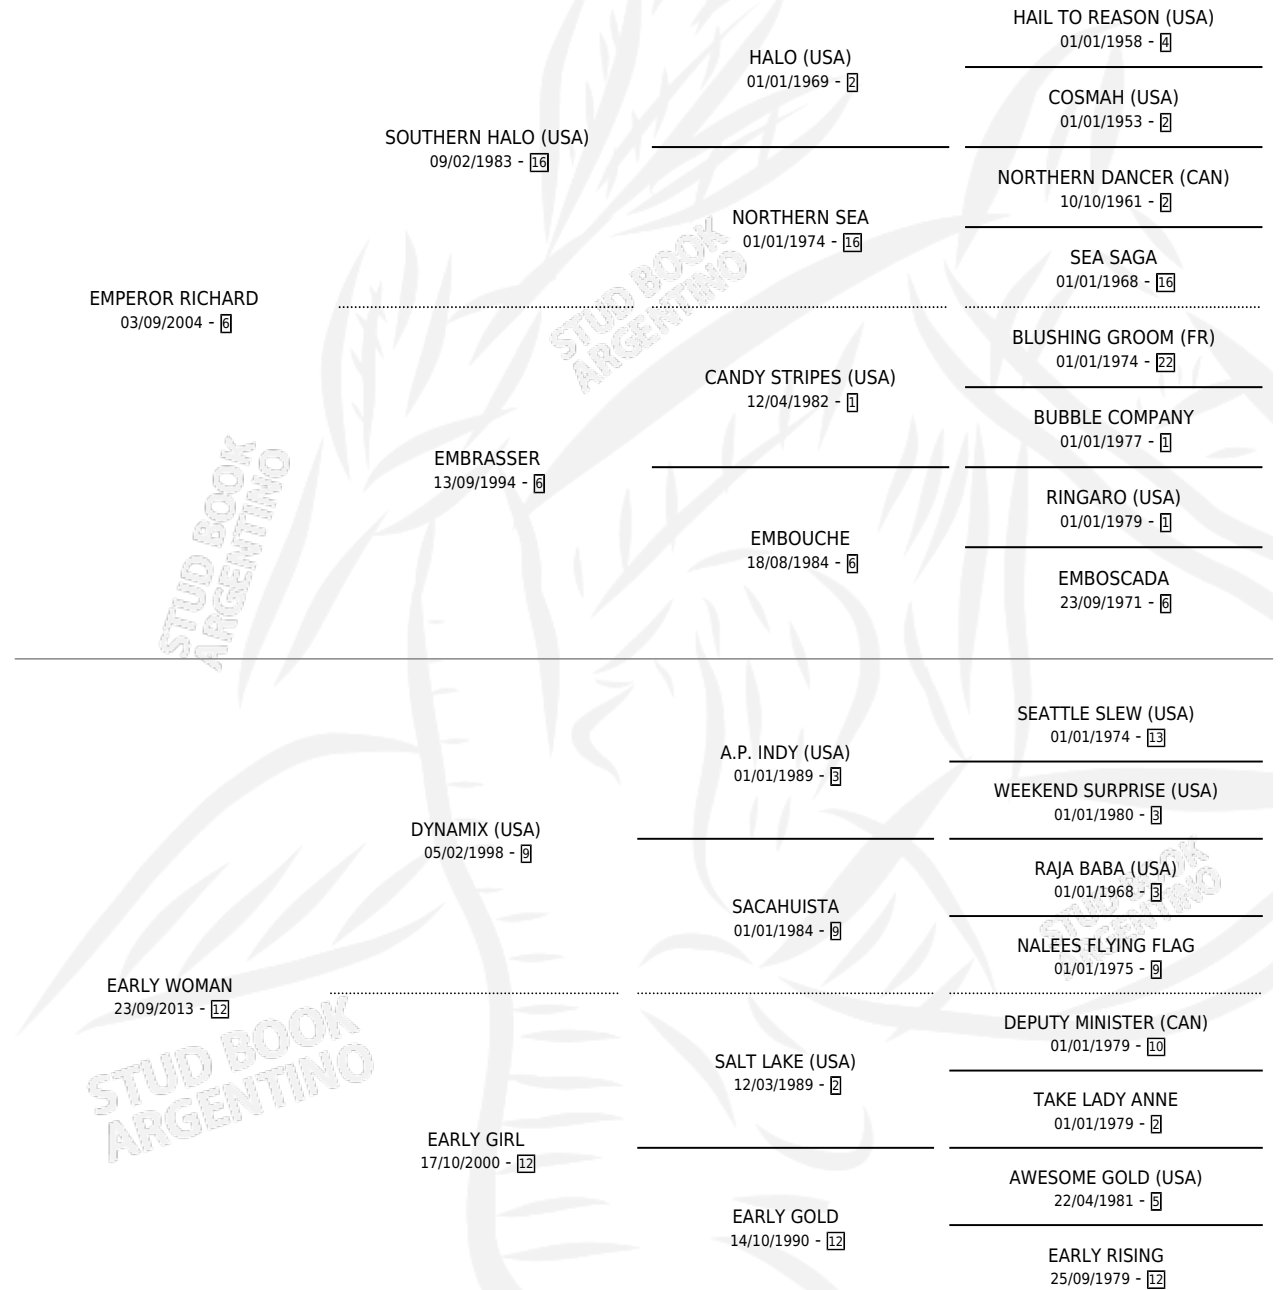 HAIL TO REASON (USA)
01/01/1958 - 4
HALO (USA)
01/01/1969 - 2
COSMAH (USA)
01/01/1953 - 2
SOUTHERN HALO (USA)
09/02/1983 - 16
NORTHERN DANCER (CAN)
10/10/1961 - 2
NORTHERN SEA
01/01/1974 - 16
SEA SAGA
01/01/1968 - 16
EMPEROR RICHARD
03/09/2004 - 6
STUD BOOK
ARGENTINO
BLUSHING GROOM (FR)
01/01/1974 - 22
CANDY STRIPES (USA)
12/04/1982 - 1
BUBBLE COMPANY
01/01/1977 - 1
EMBRASSER
13/09/1994 - 6
RINGARO (USA)
01/01/1979 - 1
EMBOUCHE
18/08/1984 - 6
EMBOSCADA
23/09/1971 - 6
STUD BOOK
ARGENTINO
SEATTLE SLEW (USA)
01/01/1974 - 13
A.P. INDY (USA)
01/01/1989 - 3
WEEKEND SURPRISE (USA)
01/01/1980 - 3
DYNAMIX (USA)
05/02/1998 - 9
RAJA BABA (USA)
01/01/1968 - 3
SACAHUISTA
01/01/1984 - 9
STUD BOOK
ARGENTINO
NALEES FLYING FLAG
01/01/1975 - 9
EARLY WOMAN
23/09/2013 - 12
STUD BOOK
ARGENTINO
DEPUTY MINISTER (CAN)
01/01/1979 - 10
SALT LAKE (USA)
12/03/1989 - 2
TAKE LADY ANNE
01/01/1979 - 2
EARLY GIRL
17/10/2000 - 12
AWESOME GOLD (USA)
22/04/1981 - 5
EARLY GOLD
14/10/1990 - 12
EARLY RISING
25/09/1979 - 12